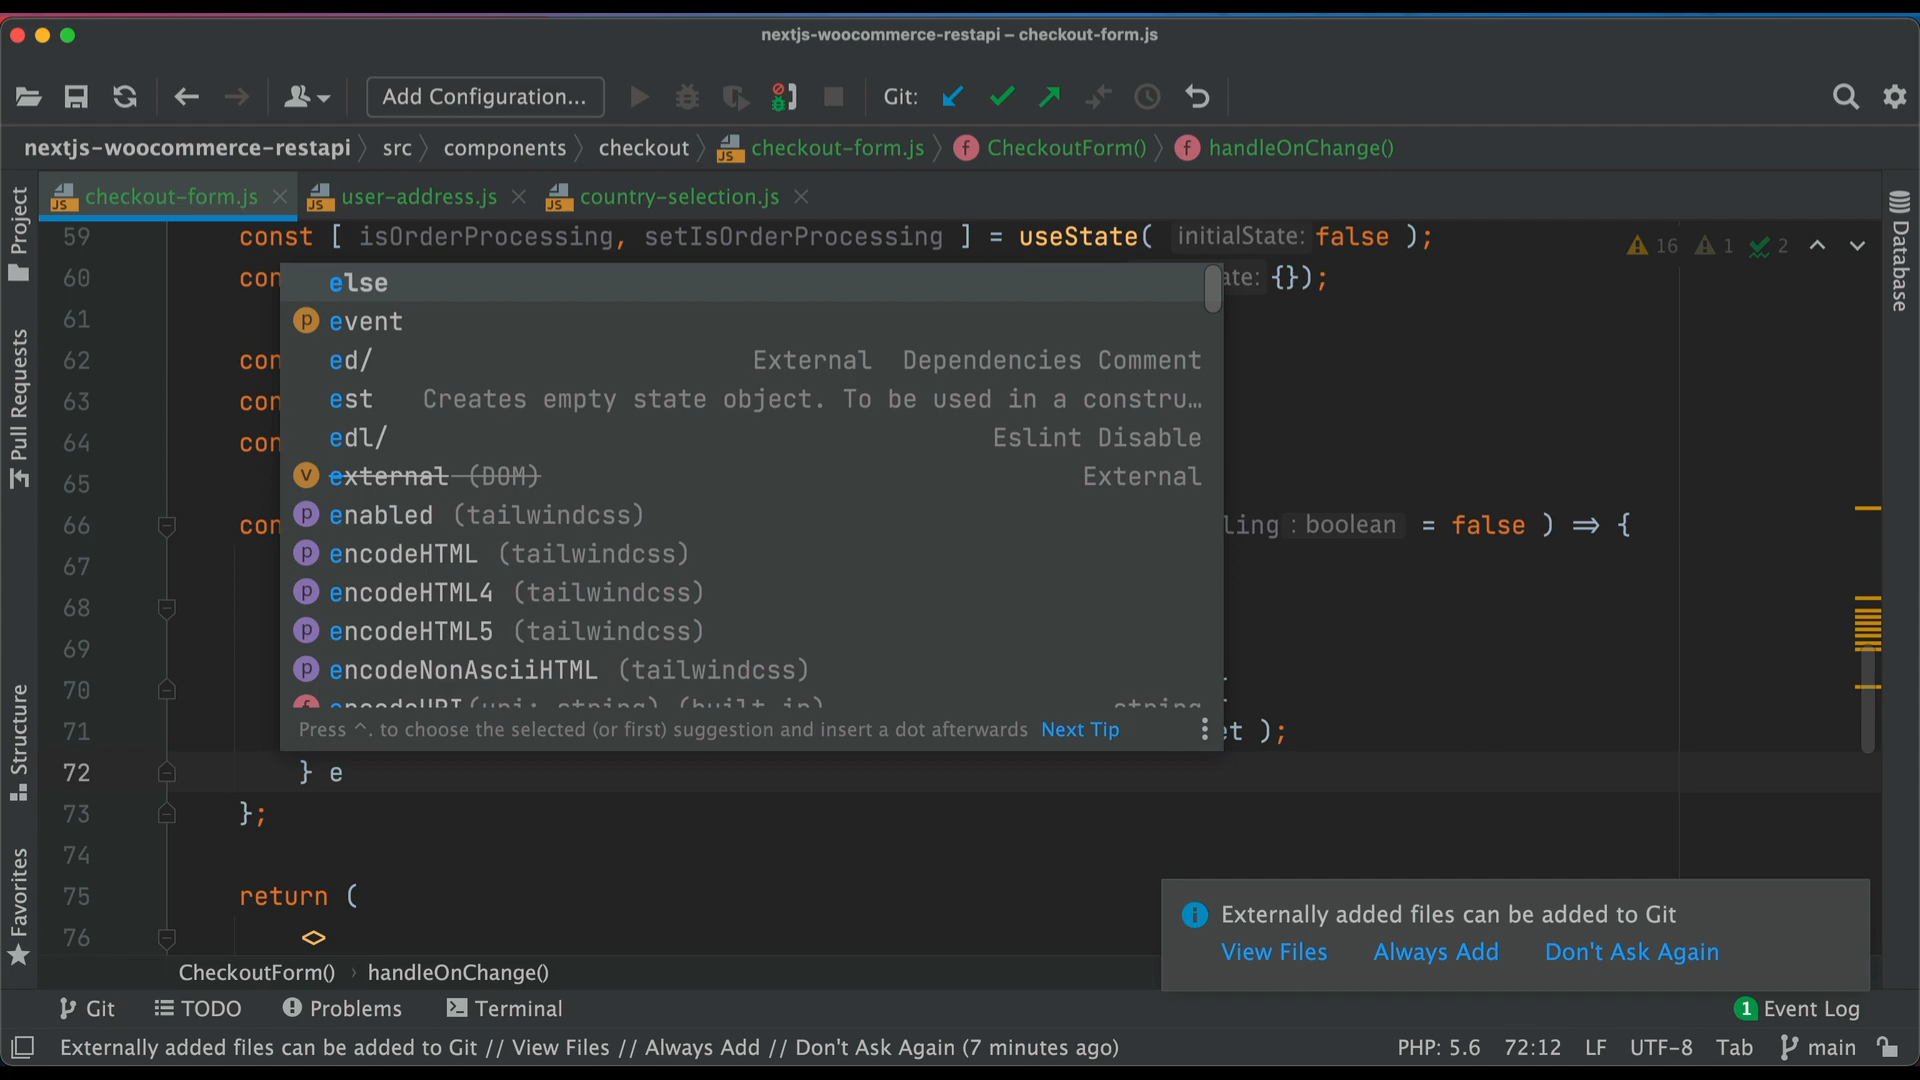 nextjs-woocommerce-restapi – checkout-form.js
Add Configuration...
Git:
nextjs-woocommerce-restapi src components checkout checkout-form.js CheckoutForm() handleOnChange()
checkout-form.js user-address.js country-selection.js
Project
Pull Requests
Structure
Favorites
Database
59 const [ isOrderProcessing, setIsOrderProcessing ] = useState( initialState: false );
16 1 2
60 con ate: {});
61
62 con
63 con
64 con
65
66 con ling : boolean = false ) => {
67
68
69
70
71 et );
72 } e
73 };
74
75 return (
76 <>
else
event
ed/ External Dependencies Comment
est Creates empty state object. To be used in a constru…
edl/ Eslint Disable
external (DOM) External
enabled (tailwindcss)
encodeHTML (tailwindcss)
encodeHTML4 (tailwindcss)
encodeHTML5 (tailwindcss)
encodeNonAsciiHTML (tailwindcss)
encodeURI(uri: string) (built in) string
Press ^. to choose the selected (or first) suggestion and insert a dot afterwards Next Tip
Externally added files can be added to Git
View Files Always Add Don't Ask Again
CheckoutForm() handleOnChange()
Git TODO Problems Terminal
1 Event Log
Externally added files can be added to Git // View Files // Always Add // Don't Ask Again (7 minutes ago)
PHP: 5.6 72:12 LF UTF-8 Tab main